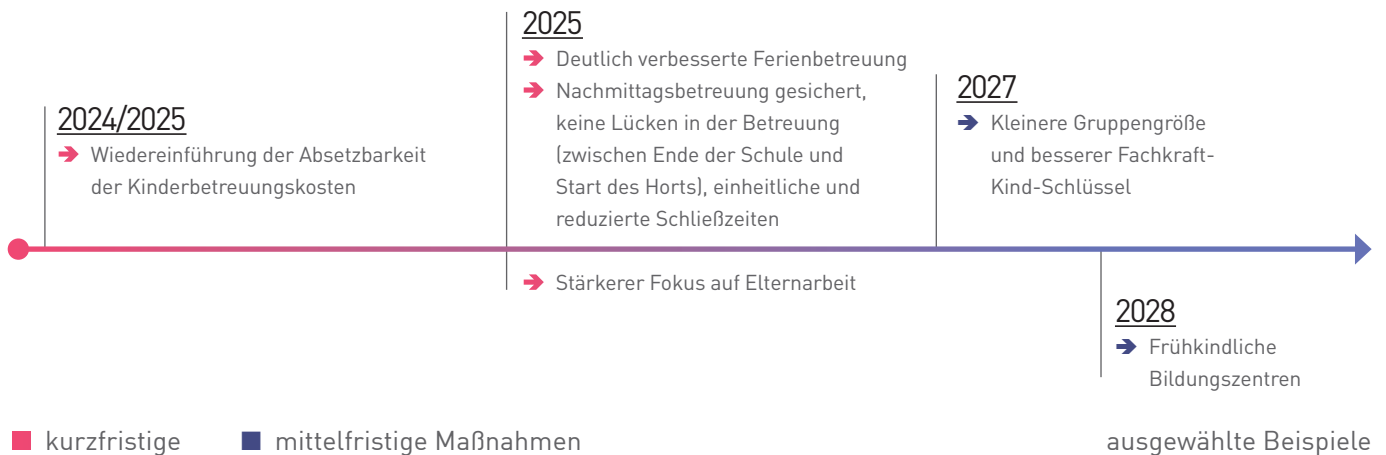 2024/2025
Wiedereinführung der Absetzbarkeit
der Kinderbetreuungskosten
2025
Deutlich verbesserte Ferienbetreuung
Nachmittagsbetreuung gesichert,
keine Lücken in der Betreuung
(zwischen Ende der Schule und
Start des Horts), einheitliche und
reduzierte Schließzeiten
Stärkerer Fokus auf Elternarbeit
2027
Kleinere Gruppengröße
und besserer Fachkraft-
Kind-Schlüssel
2028
Frühkindliche
Bildungszentren
kurzfristige
mittelfristige Maßnahmen
ausgewählte Beispiele